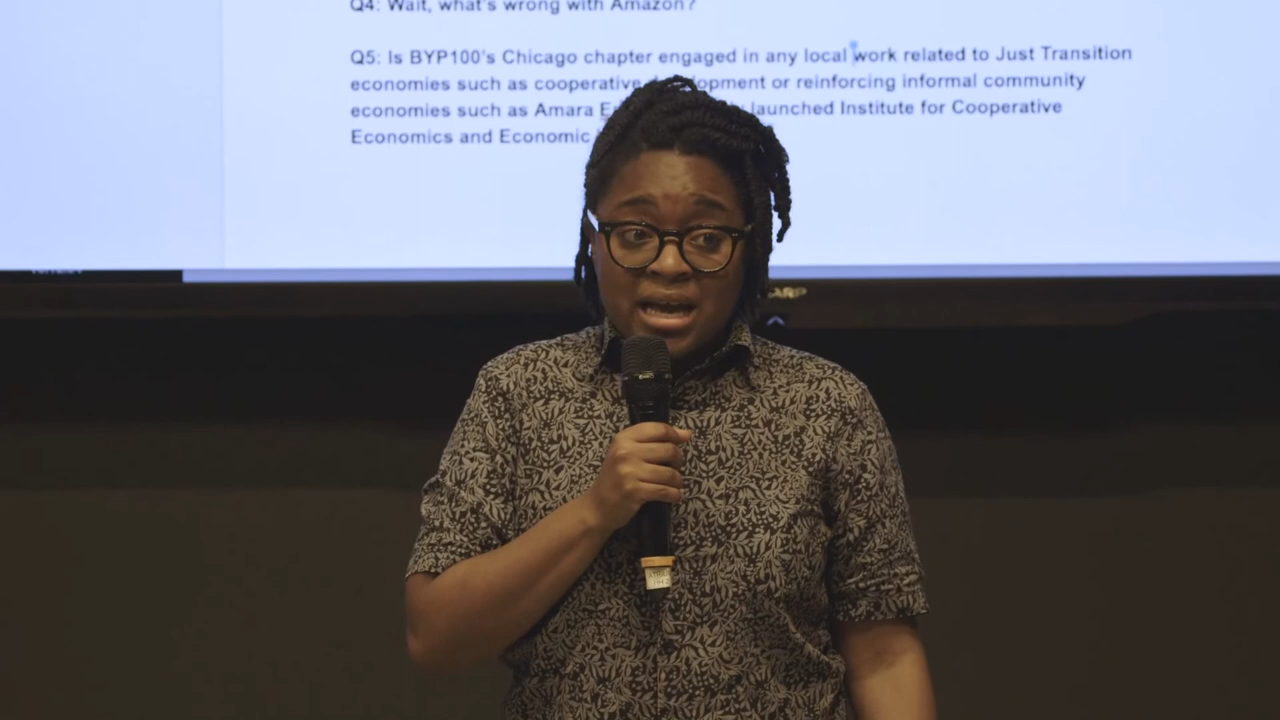 Q4: Wait, what's wrong with Amazon?
Q5: Is BYP100's Chicago chapter engaged in any local work related to Just Transition
economies such as cooperative opment or reinforcing informal community
economies such as Amara launched Institute for Cooperative
Economics and Economic